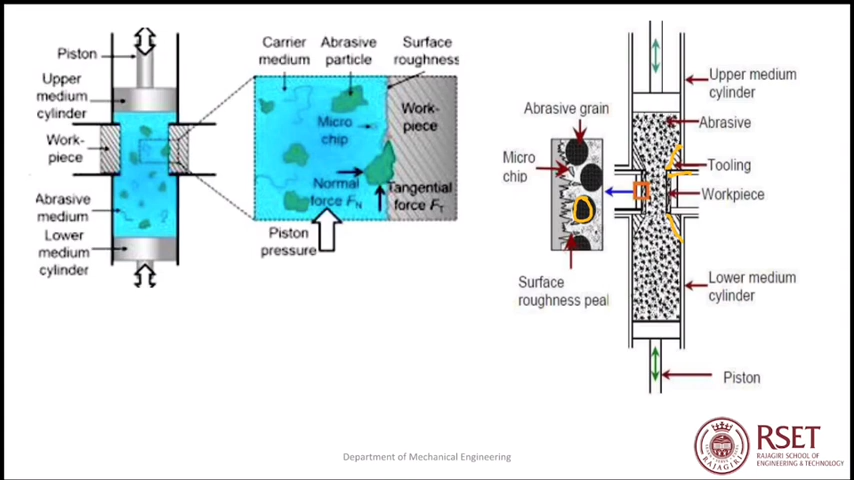 Piston
Upper
medium
cylinder
Work-
piece
Abrasive
medium
Lower
medium
cylinder
Carrier
medium
Abrasive
particle
Surface
roughness
Work-
piece
Micro
chip
Normal
force FN
Tangential
force FT
Piston
pressure
Abrasive grain
Micro
chip
Surface
roughness peal
Upper medium
cylinder
Abrasive
Tooling
Workpiece
Lower medium
cylinder
Piston
Department of Mechanical Engineering
RAJAGIRI
RSET
RAJAGIRI SCHOOL OF
ENGINEERING & TECHNOLOGY